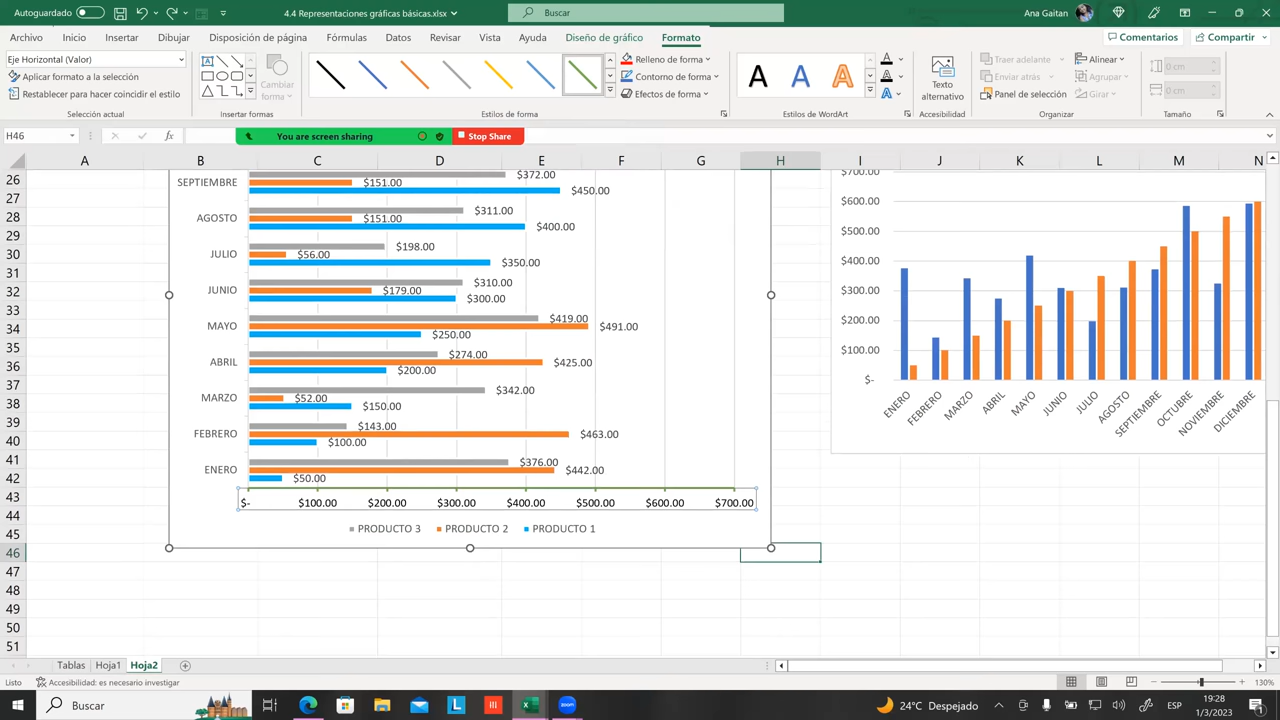 Autoguardado
4.4 Representaciones gráficas básicas.xlsx
Buscar
Ana Gaitan
Archivo Inicio Insertar Dibujar Disposición de página Fórmulas Datos Revisar Vista Ayuda Diseño de gráfico Formato
Comentarios Compartir
Eje Horizontal (Valor)
Aplicar formato a la selección
Restablecer para hacer coincidir el estilo
Selección actual
Cambiar
forma
Insertar formas
Relleno de forma
Contorno de forma
Efectos de forma
Estilos de forma
A A A
A
A
A
Estilos de WordArt
Texto
alternativo
Accesibilidad
Traer adelante
Enviar atrás
Panel de selección
Alinear
Agrupar
Girar
Organizar
0 cm
0 cm
Tamaño
H46
fx
You are screen sharing
Stop Share
A B C D E F G H I J K L M N
26
27
28
29
30
31
32
33
34
35
36
37
38
39
40
41
42
43
44
45
46
47
48
49
50
51
$372.00
SEPTIEMBRE $151.00
$450.00
$311.00
AGOSTO $151.00
$400.00
$198.00
JULIO $56.00
$350.00
$310.00
JUNIO $179.00
$300.00
$419.00
MAYO $491.00
$250.00
$274.00
ABRIL $425.00
$200.00
$342.00
MARZO $52.00
$150.00
$143.00
FEBRERO $463.00
$100.00
$376.00
ENERO $442.00
$50.00
$- $100.00 $200.00 $300.00 $400.00 $500.00 $600.00 $700.00
PRODUCTO 3 PRODUCTO 2 PRODUCTO 1
$700.00
$600.00
$500.00
$400.00
$300.00
$200.00
$100.00
$-
ENERO FEBRERO MARZO ABRIL MAYO JUNIO JULIO AGOSTO SEPTIEMBRE OCTUBRE NOVIEMBRE DICIEMBRE
Tablas Hoja1 Hoja2
Listo Accesibilidad: es necesario investigar
130%
Buscar
L
zoom
24°C Despejado
ESP
19:28
1/3/2023